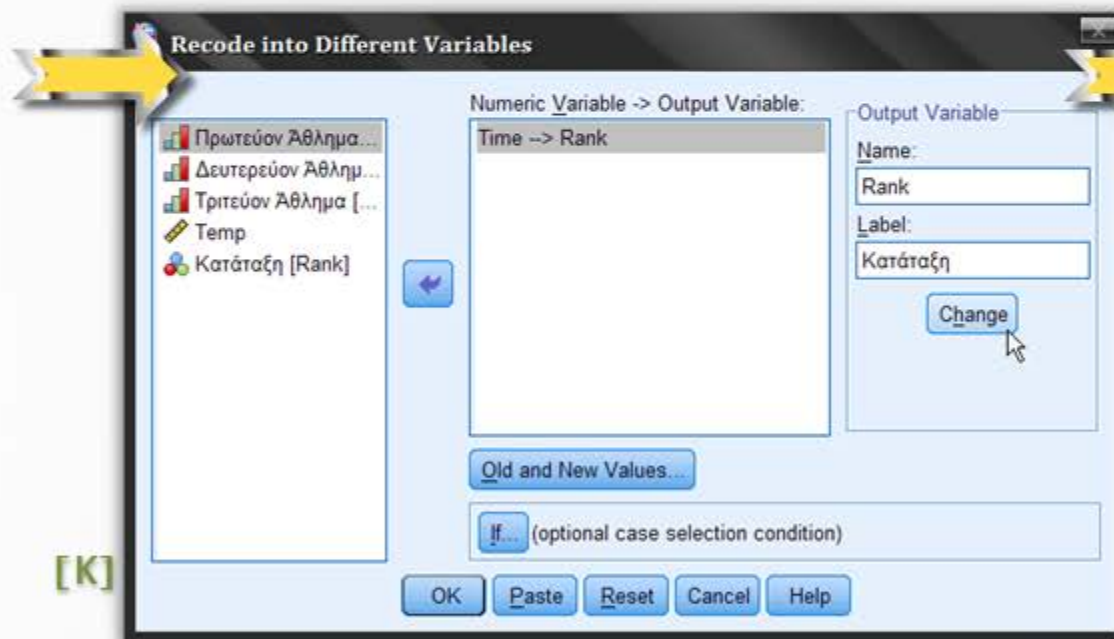 Recode into Different Variables
Πρωτεύον Άθλημα...
Δευτερεύον Άθλημ...
Τριτεύον Άθλημα [...
Temp
Κατάταξη [Rank]
Numeric Variable -> Output Variable:
Time --> Rank
Output Variable
Name:
Rank
Label:
Κατάταξη
Change
Old and New Values...
If... (optional case selection condition)
[K]
OK Paste Reset Cancel Help